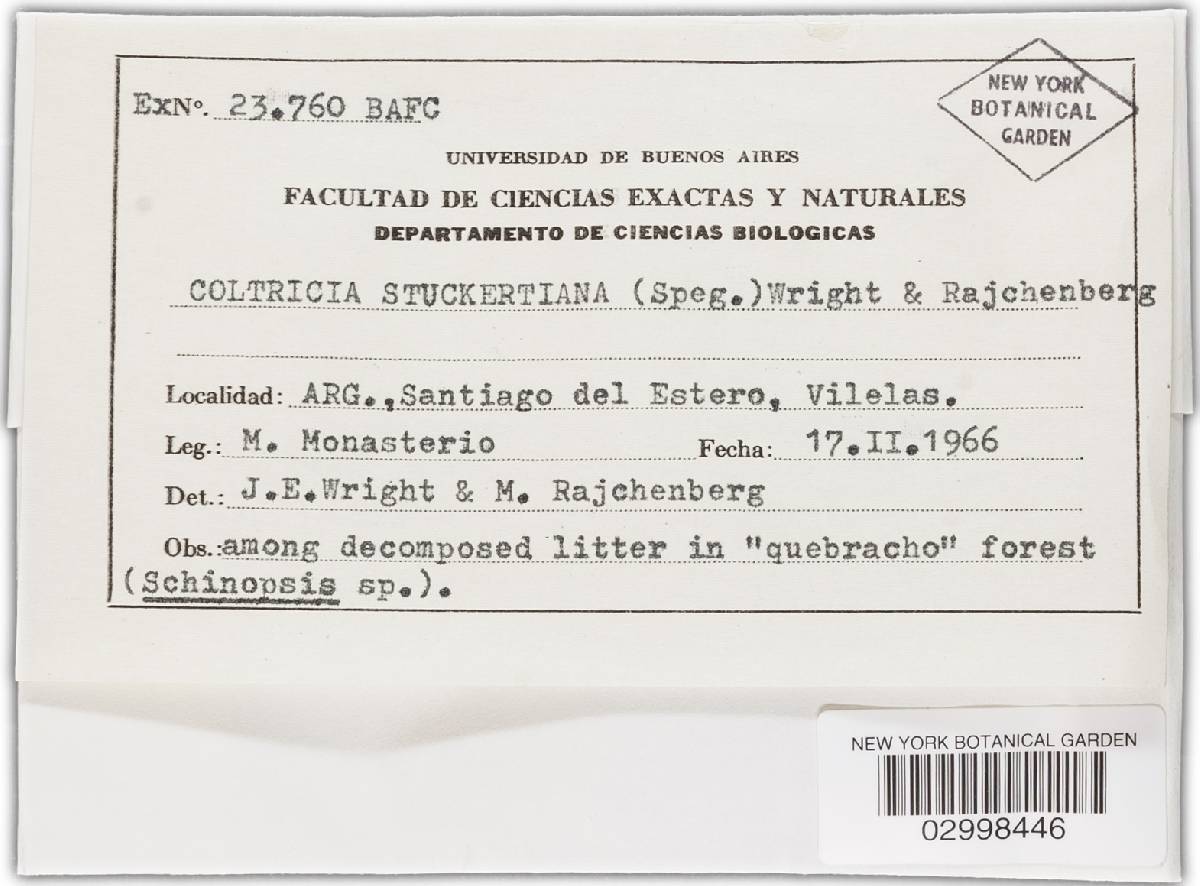 ExNo. 23.760 BAFC
NEW YORK
BOTANICAL
GARDEN
UNIVERSIDAD DE BUENOS AIRES
FACULTAD DE CIENCIAS EXACTAS Y NATURALES
DEPARTAMENTO DE CIENCIAS BIOLOGICAS
COLTRICIA STUCKERTIANA (Speg.)Wright & Rajchenberg
Localidad: ARG.,Santiago del Estero, Vilelas.
Leg.: M. Monasterio Fecha: 17.II.1966
Det.: J.E.Wright & M. Rajchenberg
Obs.:among decomposed litter in "quebracho" forest
(Schinopsis sp.).
NEW YORK BOTANICAL GARDEN
02998446